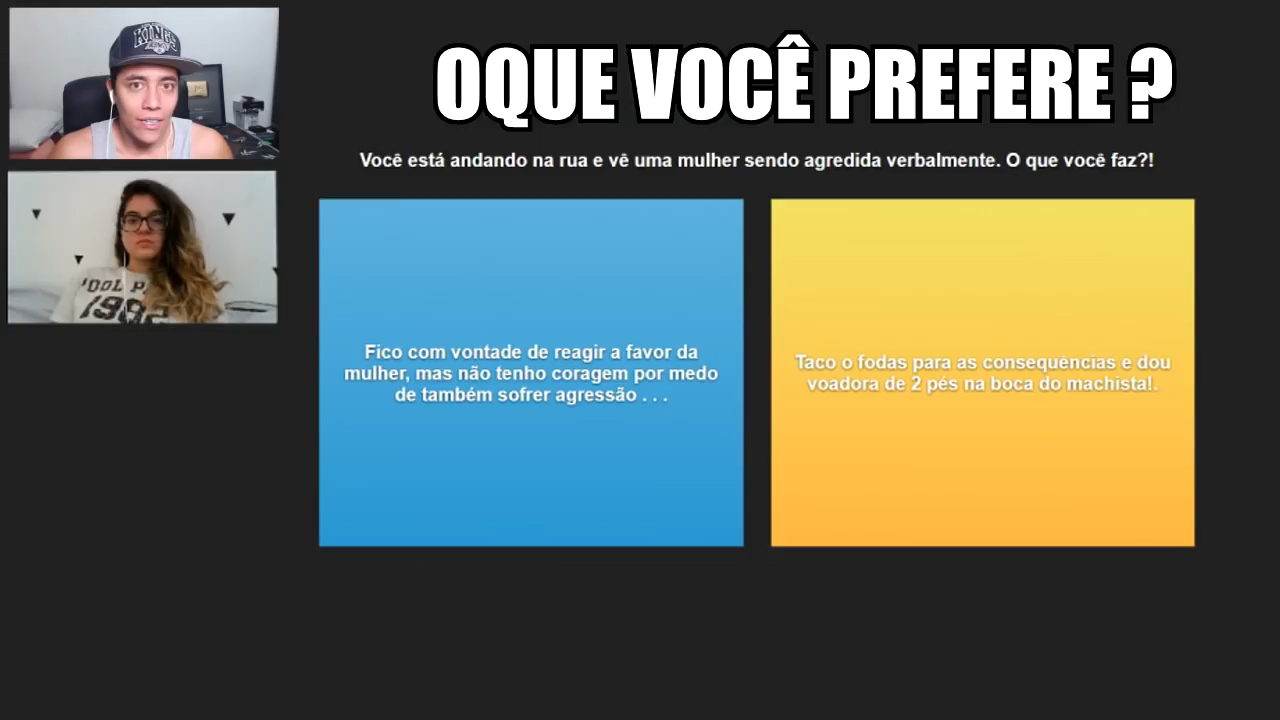 KINGS
OQUE VOCÊ PREFERE ?
Você está andando na rua e vê uma mulher sendo agredida verbalmente. O que você faz?!
IDOL P
1992
Fico com vontade de reagir a favor da
mulher, mas não tenho coragem por medo
de também sofrer agressão . . .
Taco o fodas para as consequências e dou
voadora de 2 pés na boca do machista!.